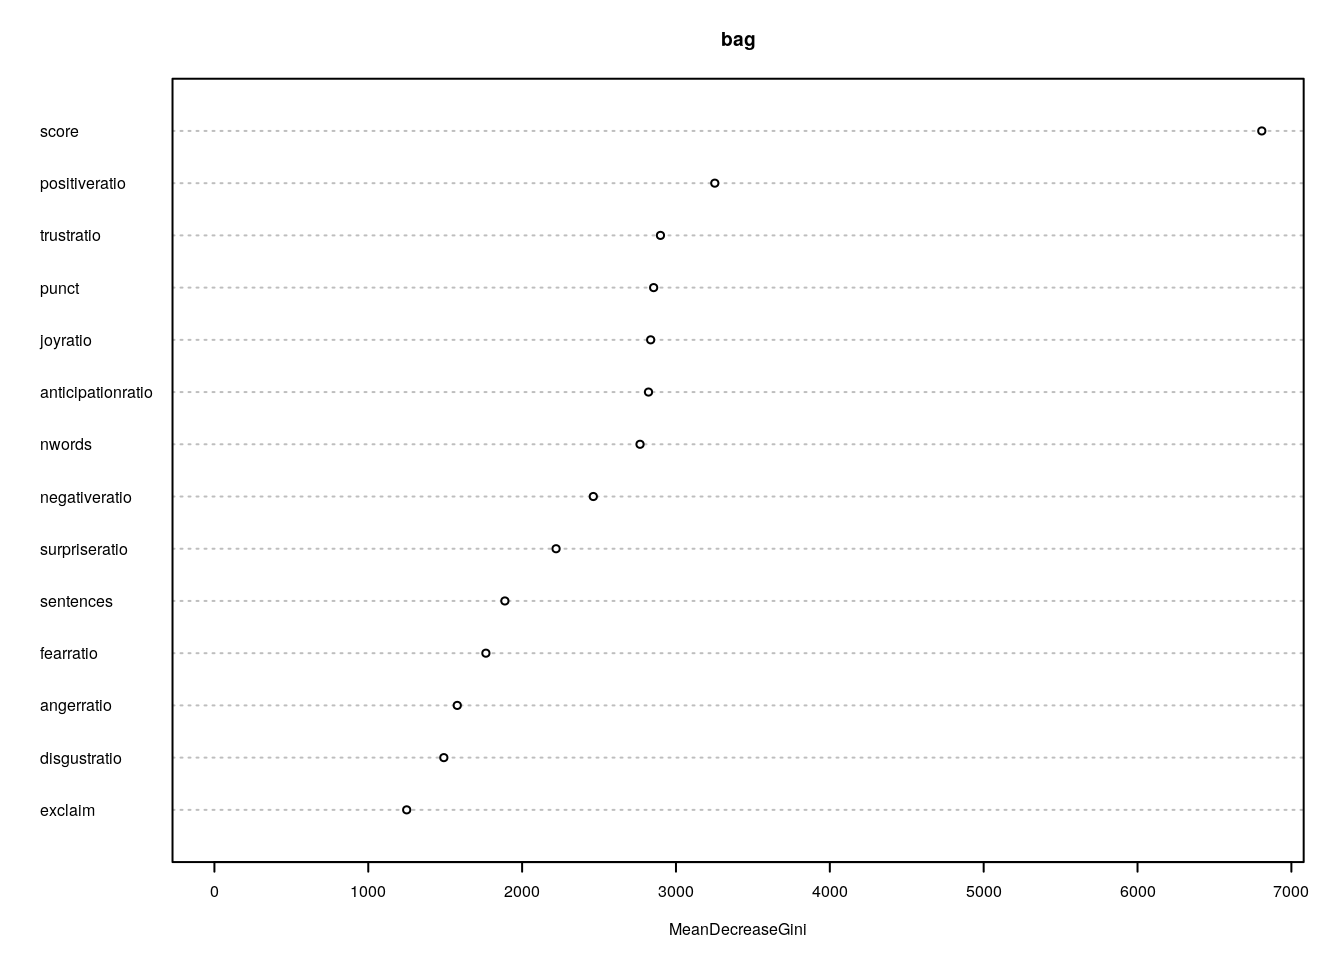 bag
score
positiveratio
trustratio
punct
joyratio
anticipationratio
nwords
negativeratio
surpriseratio
sentences
fearratio
angerratio
disgustratio
exclaim
0 1000 2000 3000 4000 5000 6000 7000
MeanDecreaseGini